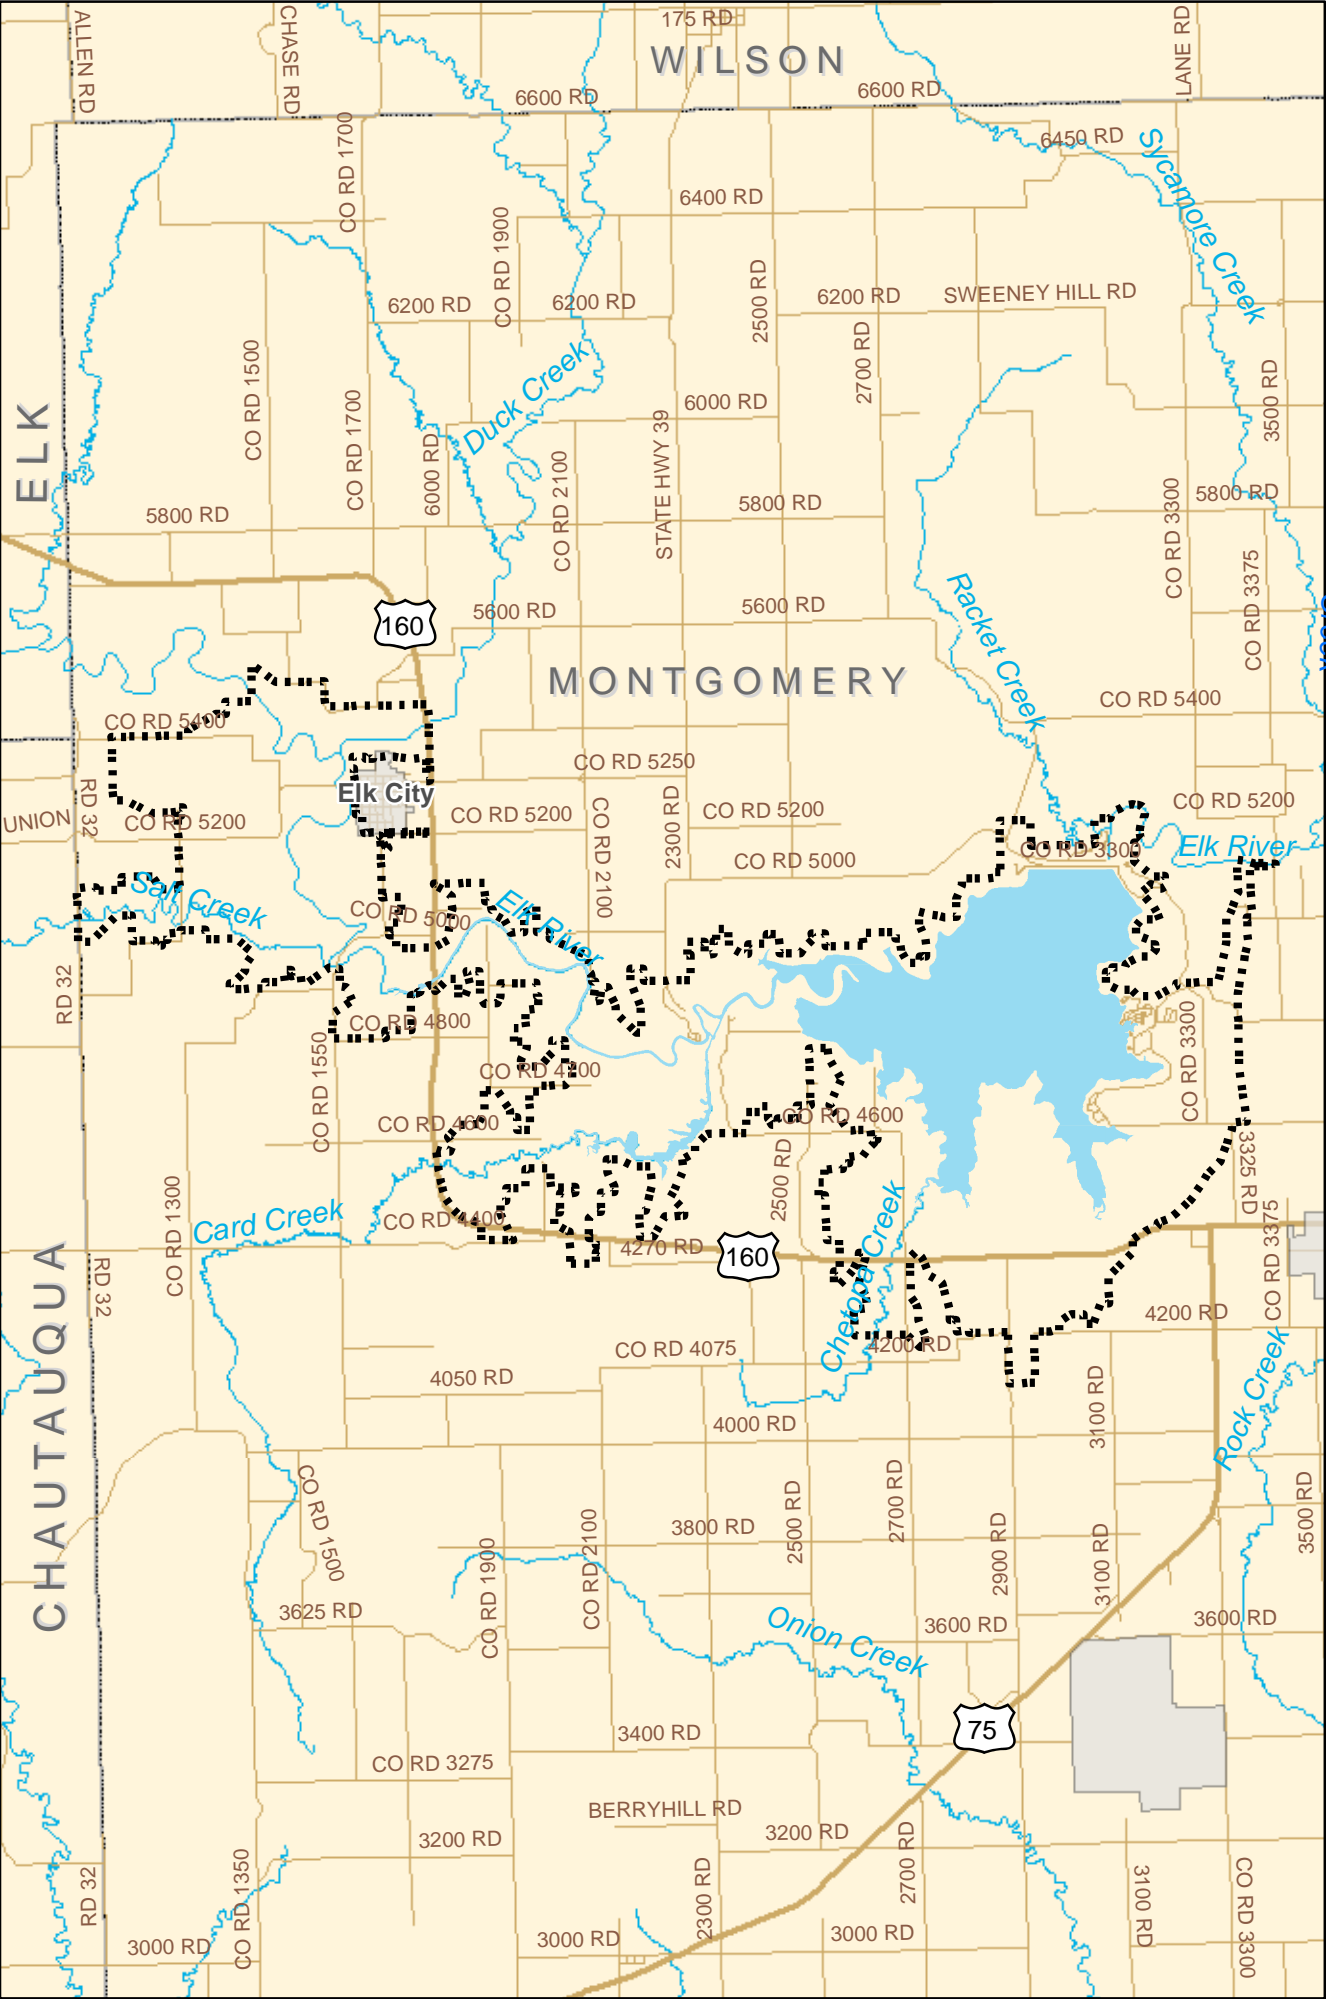 175 RD
ALLEN RD
CHASE RD
LANE RD
WILSON
6600 RD
6600 RD
6450 RD
CO RD 1700
Sycamore Creek
6400 RD
CO RD 1900
2500 RD
6200 RD
6200 RD
6200 RD
SWEENEY HILL RD
2700 RD
CO RD 1500
Duck Creek
3500 RD
6000 RD
ELK
CO RD 1700
6000 RD
CO RD 2100
STATE HWY 39
5800 RD
5800 RD
5800 RD
CO RD 3300
CO RD 3375
5600 RD
5600 RD
160
Racket Creek
MONTGOMERY
CO RD 5400
CO RD 5400
CO RD 5250
Elk City
RD 32
UNION
CO RD 5200
CO RD 5200
CO RD 2100
2300 RD
CO RD 5200
CO RD 5200
CO RD 5000
CO RD 3300
Elk River
Salt Creek
CO RD 5000
Elk River
RD 32
CO RD 4800
CO RD 1550
CO RD 4700
CO RD 3300
CO RD 4600
CO RD 4600
2500 RD
3325 RD
CO RD 1300
Card Creek
CO RD 4400
4270 RD
160
Chetopa Creek
CO RD 3375
RD 32
CHAUTAUQUA
4200 RD
4200 RD
CO RD 4075
4050 RD
Rock Creek
3100 RD
4000 RD
CO RD 1500
2500 RD
2700 RD
3500 RD
3800 RD
CO RD 2100
CO RD 1900
2900 RD
3100 RD
3625 RD
3600 RD
3600 RD
Onion Creek
75
3400 RD
CO RD 3275
BERRYHILL RD
3200 RD
3200 RD
RD 32
CO RD 1350
2300 RD
2700 RD
3100 RD
CO RD 3300
3000 RD
3000 RD
3000 RD